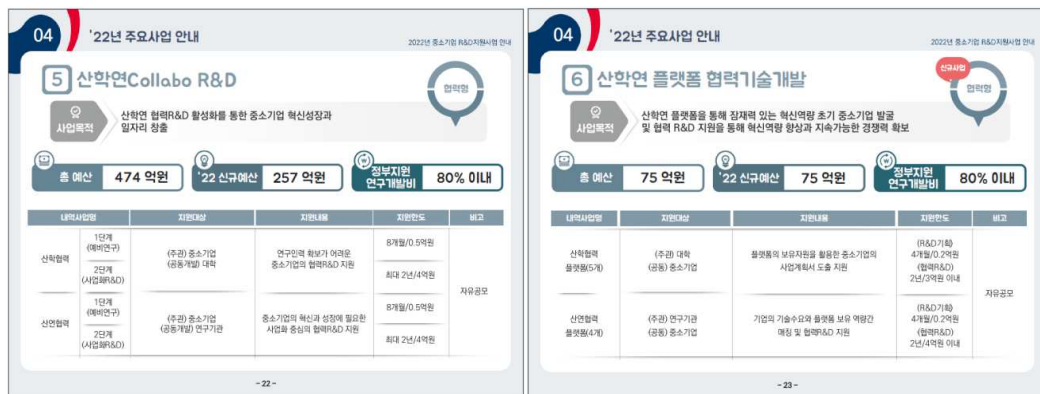 04
'22년 주요사업 안내
2022년 중소기업 R&D지원사업 안내
5 산학연Collabo R&D
협력형
사업목적
산학연 협력R&D 활성화를 통한 중소기업 혁신성장과
일자리 창출
총 예산 474 억원
'22 신규예산 257 억원
정부지원
연구개발비
80% 이내
내역사업명 지원대상 지원내용 지원한도 비고
산학협력
1단계
(예비연구)
2단계
(사업화R&D)
(주관) 중소기업
(공동개발) 대학
연구인력 확보가 어려운
중소기업의 협력R&D 지원
8개월/0.5억원
최대 2년/4억원
산연협력
1단계
(예비연구)
2단계
(사업화R&D)
(주관) 중소기업
(공동개발) 연구기관
중소기업의 혁신과 성장에 필요한
사업화 중심의 협력R&D 지원
8개월/0.5억원
최대 2년/4억원
자유공모
- 22 -
04
'22년 주요사업 안내
2022년 중소기업 R&D지원사업 안내
6 산학연 플랫폼 협력기술개발
신규사업
협력형
사업목적
산학연 플랫폼을 통해 잠재력 있는 혁신역량 초기 중소기업 발굴
및 협력 R&D 지원을 통해 혁신역량 향상과 지속가능한 경쟁력 확보
총 예산 75 억원
'22 신규예산 75 억원
정부지원
연구개발비
80% 이내
내역사업명 지원대상 지원내용 지원한도 비고
산학협력
플랫폼(5개)
(주관) 대학
(공동) 중소기업
플랫폼의 보유자원을 활용한 중소기업의
사업계획서 도출 지원
(R&D기획)
4개월/0.2억원
(협력R&D)
2년/3억원 이내
산연협력
플랫폼(4개)
(주관) 연구기관
(공동) 중소기업
기업의 기술수요와 플랫폼 보유 역량간
매칭 및 협력R&D 지원
(R&D기획)
4개월/0.2억원
(협력R&D)
2년/4억원 이내
자유공모
- 23 -